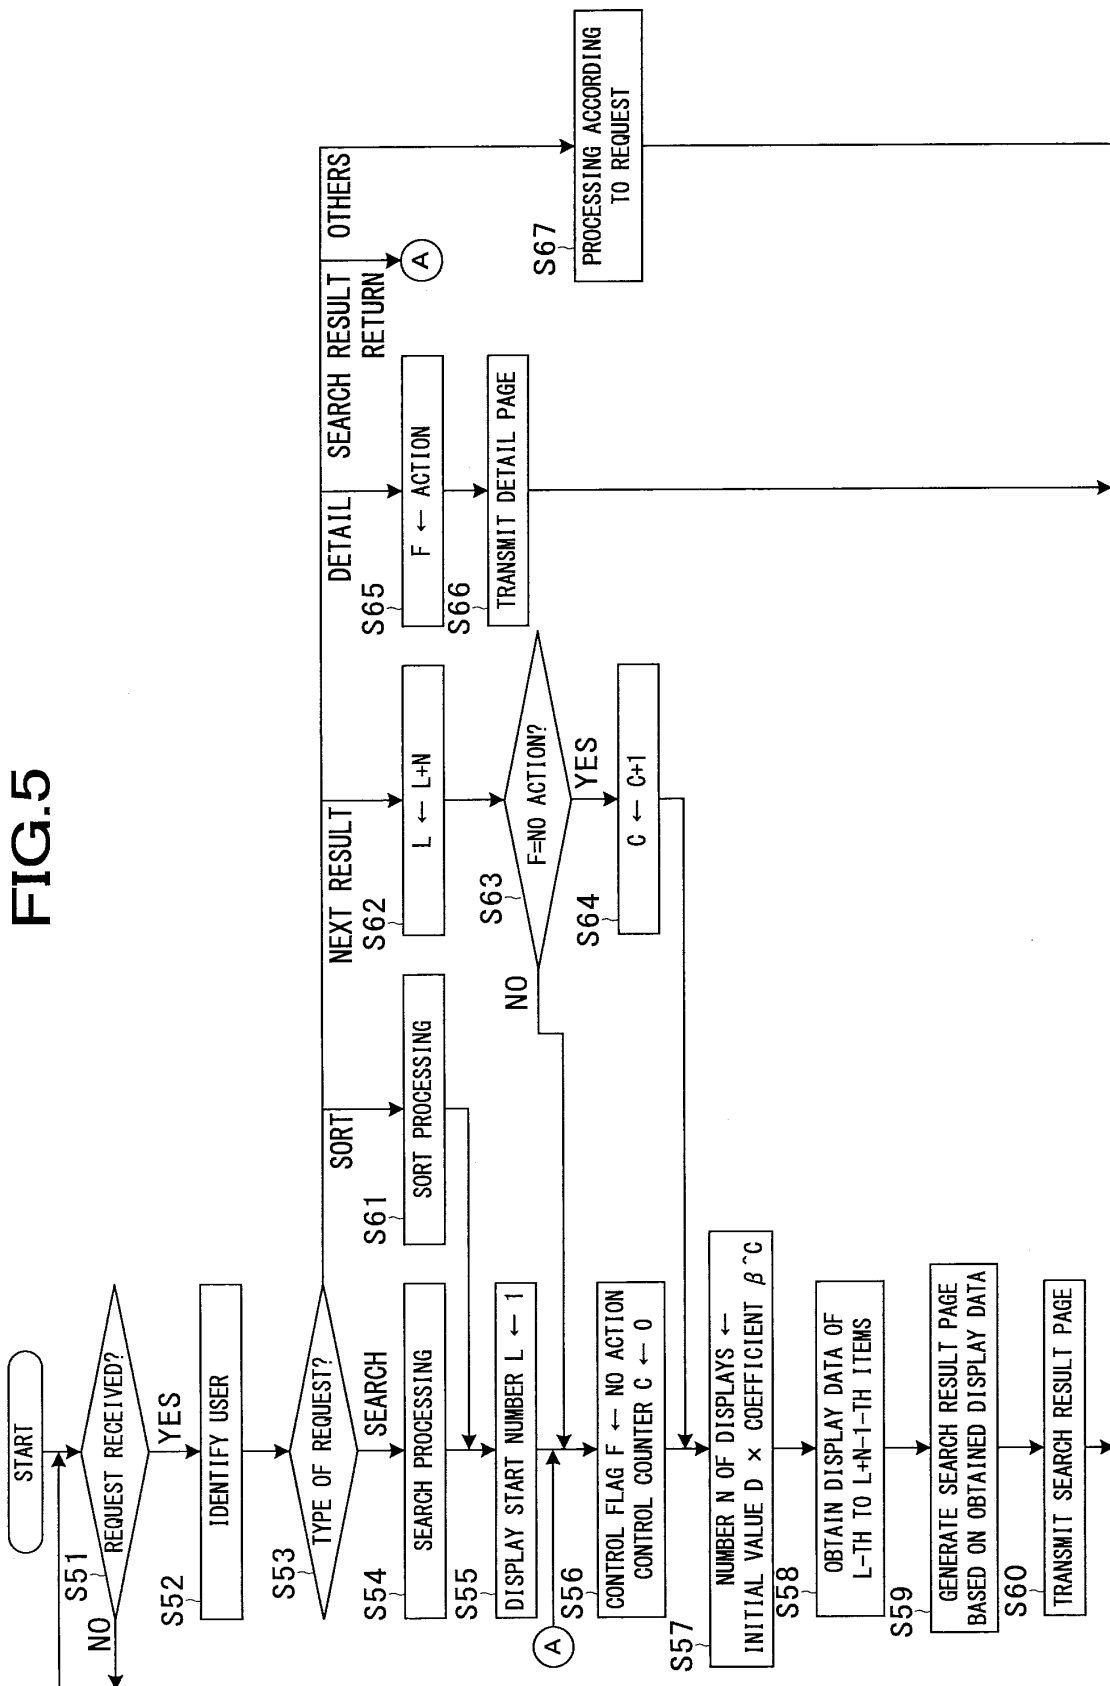 FIG.5
START
S51
REQUEST RECEIVED?
NO
YES
S52
IDENTIFY USER
S53
TYPE OF REQUEST?
SEARCH
S54
SEARCH PROCESSING
S55
DISPLAY START NUMBER L ← 1
A
S56
CONTROL FLAG F ← NO ACTION
CONTROL COUNTER C ← 0
S57
NUMBER N OF DISPLAYS ←
INITIAL VALUE D × COEFFICIENT β^C
S58
OBTAIN DISPLAY DATA OF
L-TH TO L+N-1-TH ITEMS
S59
GENERATE SEARCH RESULT PAGE
BASED ON OBTAINED DISPLAY DATA
S60
TRANSMIT SEARCH RESULT PAGE
SORT
S61
SORT PROCESSING
NEXT RESULT
S62
L ← L+N
S63
F=NO ACTION?
NO
YES
S64
C ← C+1
DETAIL
S65
F ← ACTION
S66
TRANSMIT DETAIL PAGE
SEARCH RESULT
RETURN
A
OTHERS
S67
PROCESSING ACCORDING
TO REQUEST